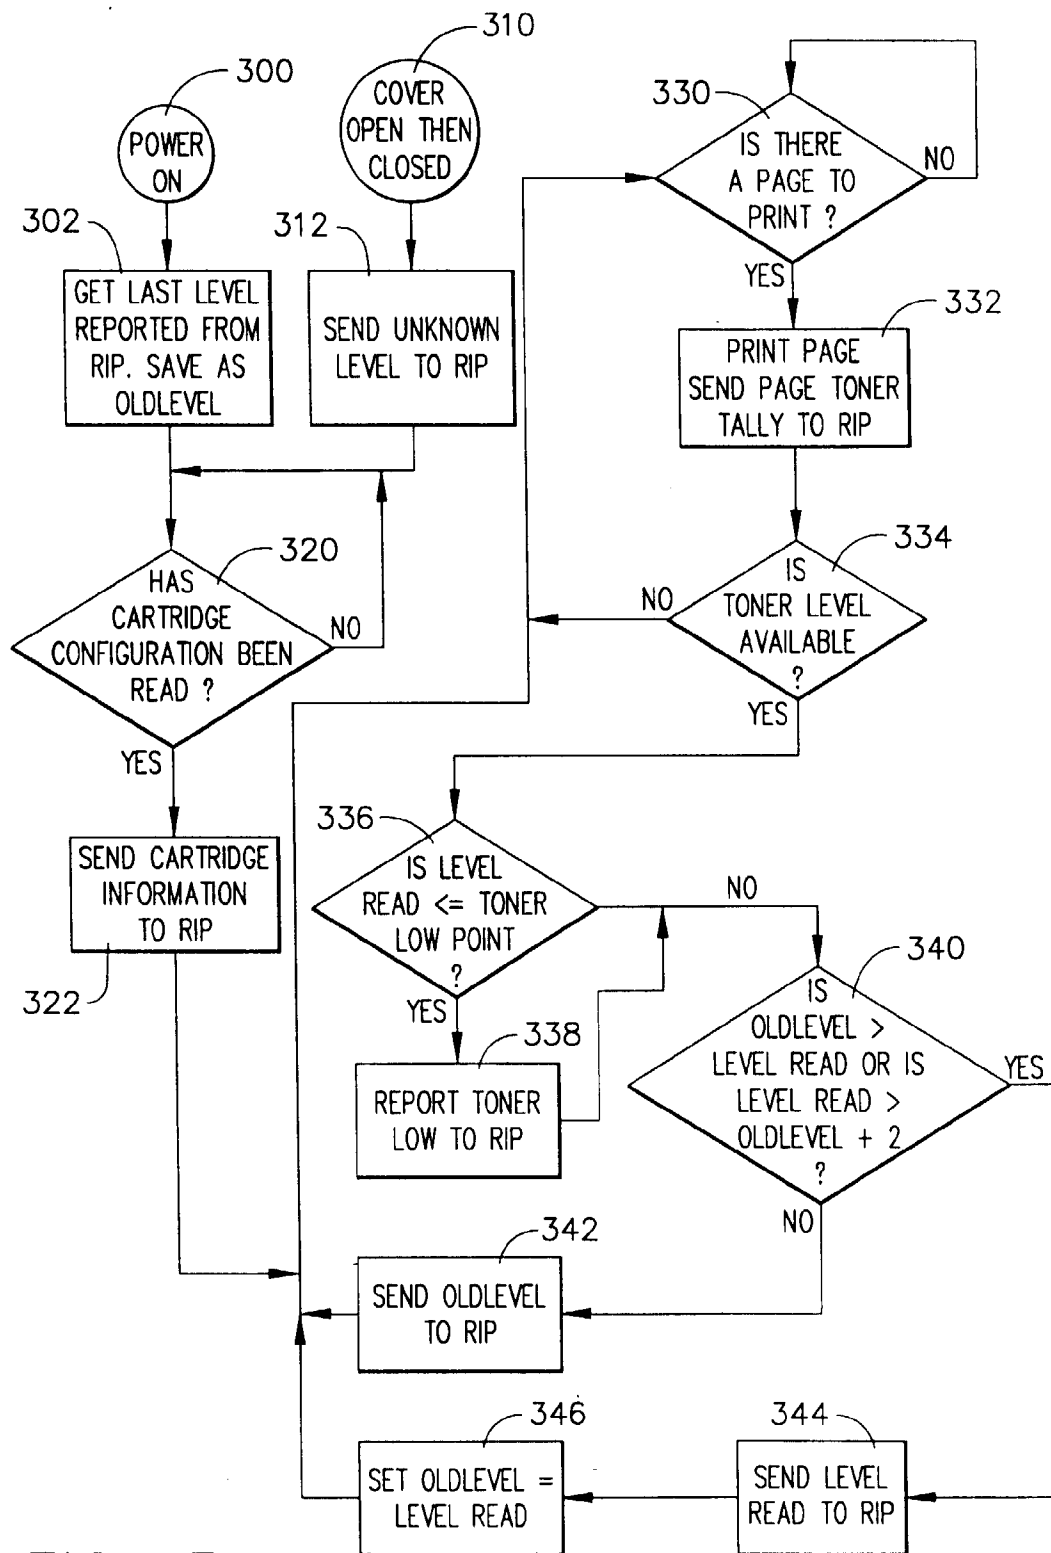 300
POWER
ON
302
GET LAST LEVEL
REPORTED FROM
RIP. SAVE AS
OLDLEVEL
310
COVER
OPEN THEN
CLOSED
312
SEND UNKNOWN
LEVEL TO RIP
320
HAS
CARTRIDGE
CONFIGURATION BEEN
READ ?
NO
YES
SEND CARTRIDGE
INFORMATION
TO RIP
322
330
IS THERE
A PAGE TO
PRINT ?
NO
YES
332
PRINT PAGE
SEND PAGE TONER
TALLY TO RIP
334
IS
TONER LEVEL
AVAILABLE
?
NO
YES
336
IS LEVEL
READ <= TONER
LOW POINT
?
NO
YES
338
REPORT TONER
LOW TO RIP
340
IS
OLDLEVEL >
LEVEL READ OR IS
LEVEL READ >
OLDLEVEL + 2
?
YES
NO
342
SEND OLDLEVEL
TO RIP
346
SET OLDLEVEL =
LEVEL READ
344
SEND LEVEL
READ TO RIP